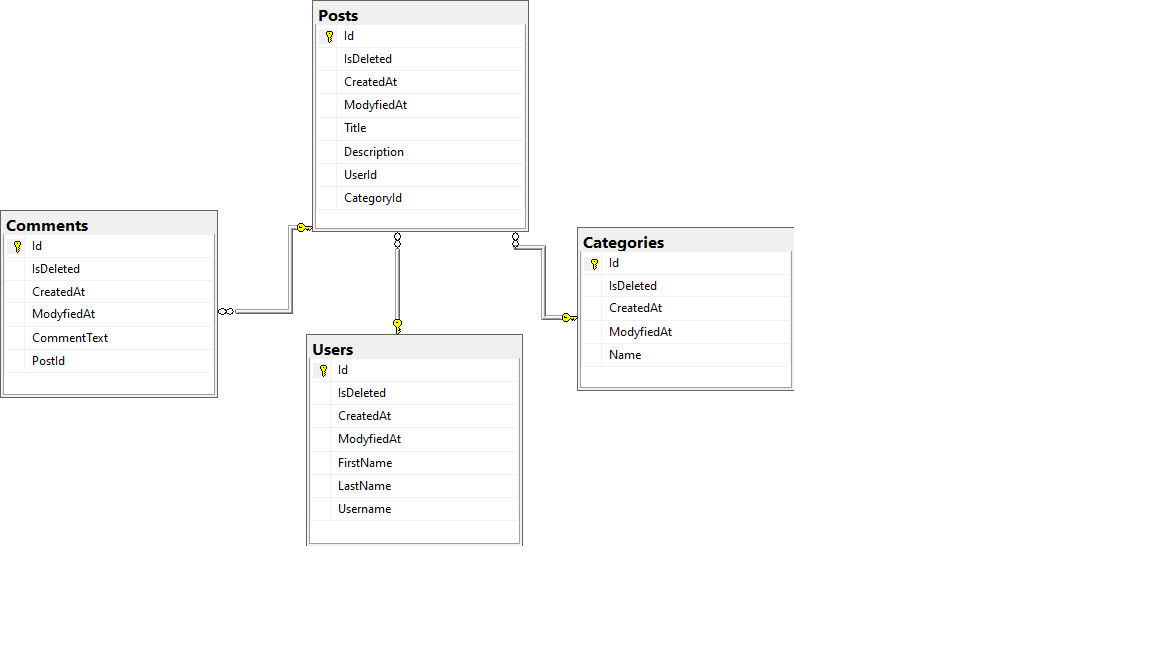 Posts
Id
IsDeleted
CreatedAt
ModyfiedAt
Title
Description
UserId
CategoryId
Comments
Id
IsDeleted
CreatedAt
ModyfiedAt
CommentText
PostId
Categories
Id
IsDeleted
CreatedAt
ModyfiedAt
Name
Users
Id
IsDeleted
CreatedAt
ModyfiedAt
FirstName
LastName
Username